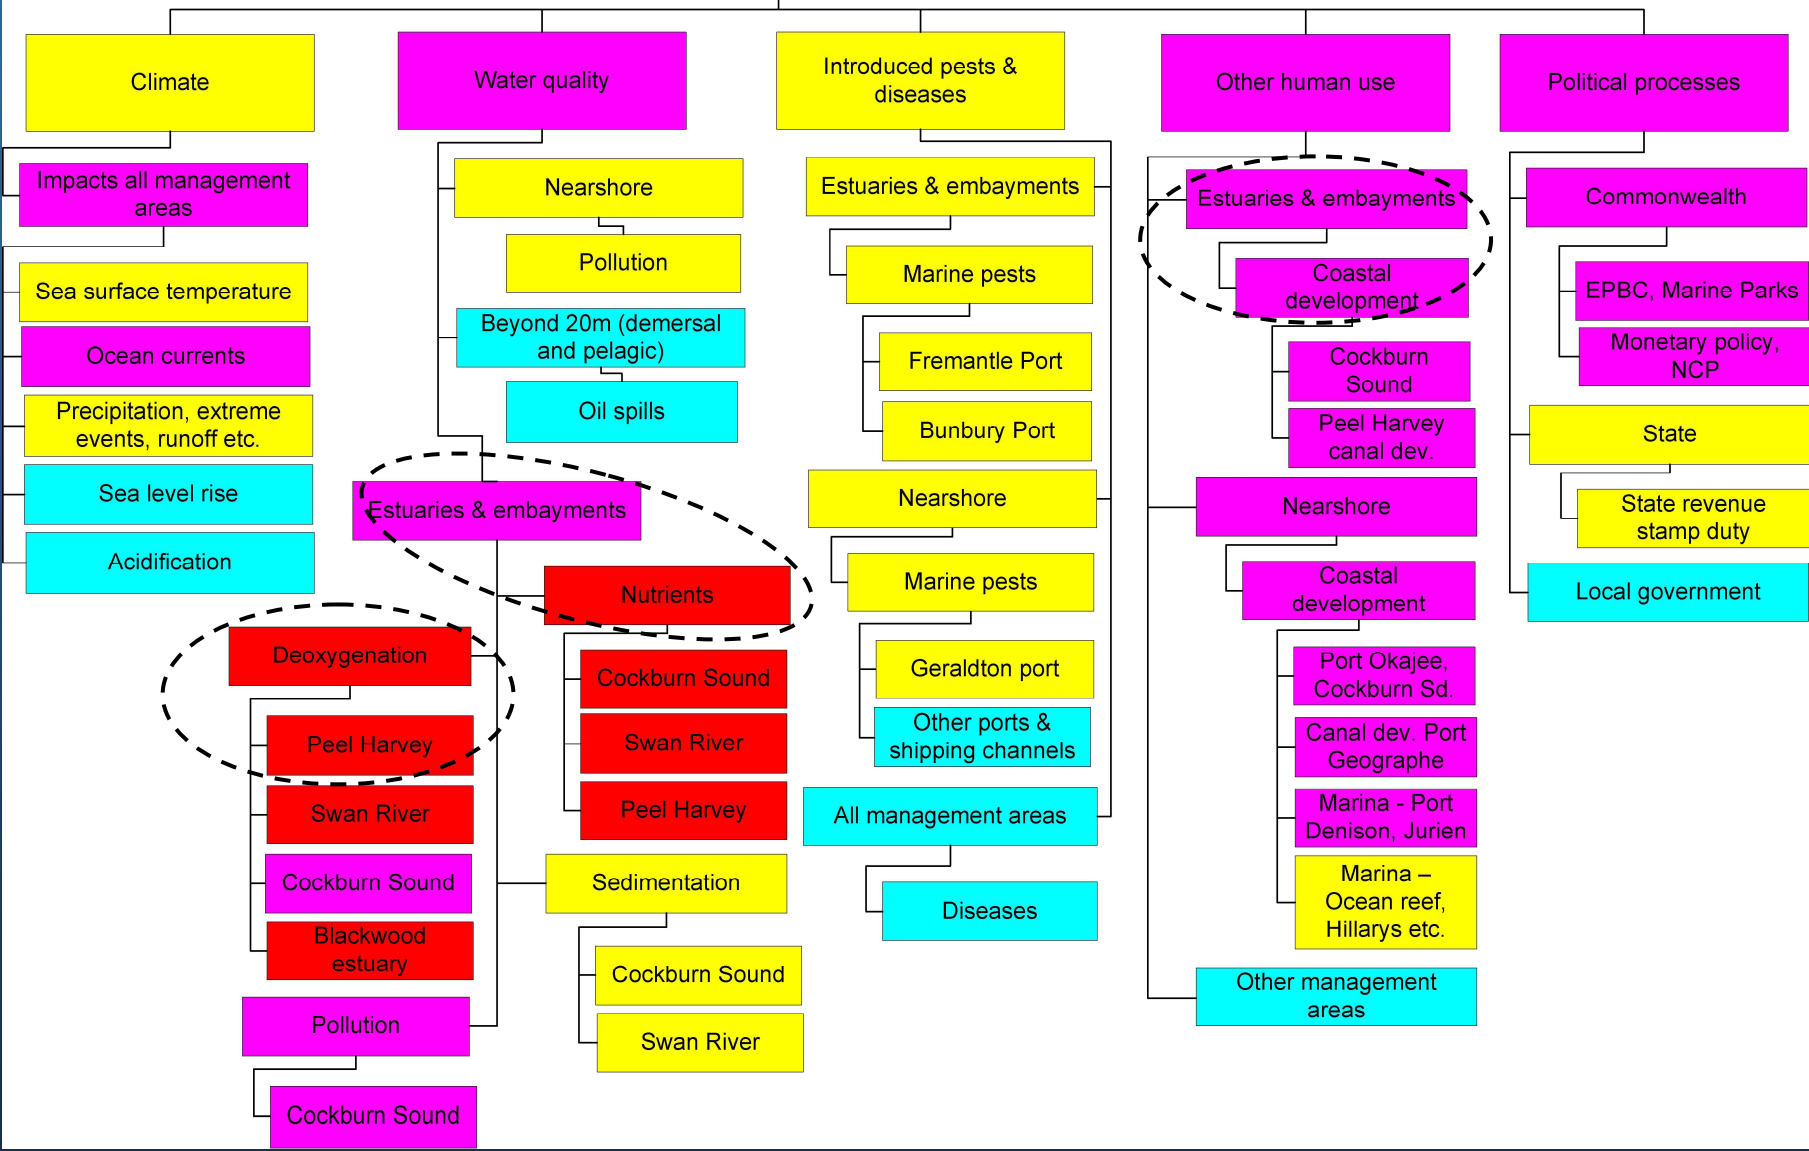 Climate
Impacts all management
areas
Sea surface temperature
Ocean currents
Precipitation, extreme
events, runoff etc.
Sea level rise
Acidification
Water quality
Nearshore
Pollution
Beyond 20m (demersal
and pelagic)
Oil spills
Estuaries & embayments
Nutrients
Cockburn Sound
Swan River
Peel Harvey
Deoxygenation
Peel Harvey
Swan River
Cockburn Sound
Blackwood
estuary
Sedimentation
Cockburn Sound
Swan River
Pollution
Cockburn Sound
Introduced pests &
diseases
Estuaries & embayments
Marine pests
Fremantle Port
Bunbury Port
Nearshore
Marine pests
Geraldton port
Other ports &
shipping channels
All management areas
Diseases
Other human use
Estuaries & embayments
Coastal
development
Cockburn
Sound
Peel Harvey
canal dev.
Nearshore
Coastal
development
Port Okajee,
Cockburn Sd.
Canal dev. Port
Geographe
Marina - Port
Denison, Jurien
Marina –
Ocean reef,
Hillarys etc.
Other management
areas
Political processes
Commonwealth
EPBC, Marine Parks
Monetary policy,
NCP
State
State revenue
stamp duty
Local government